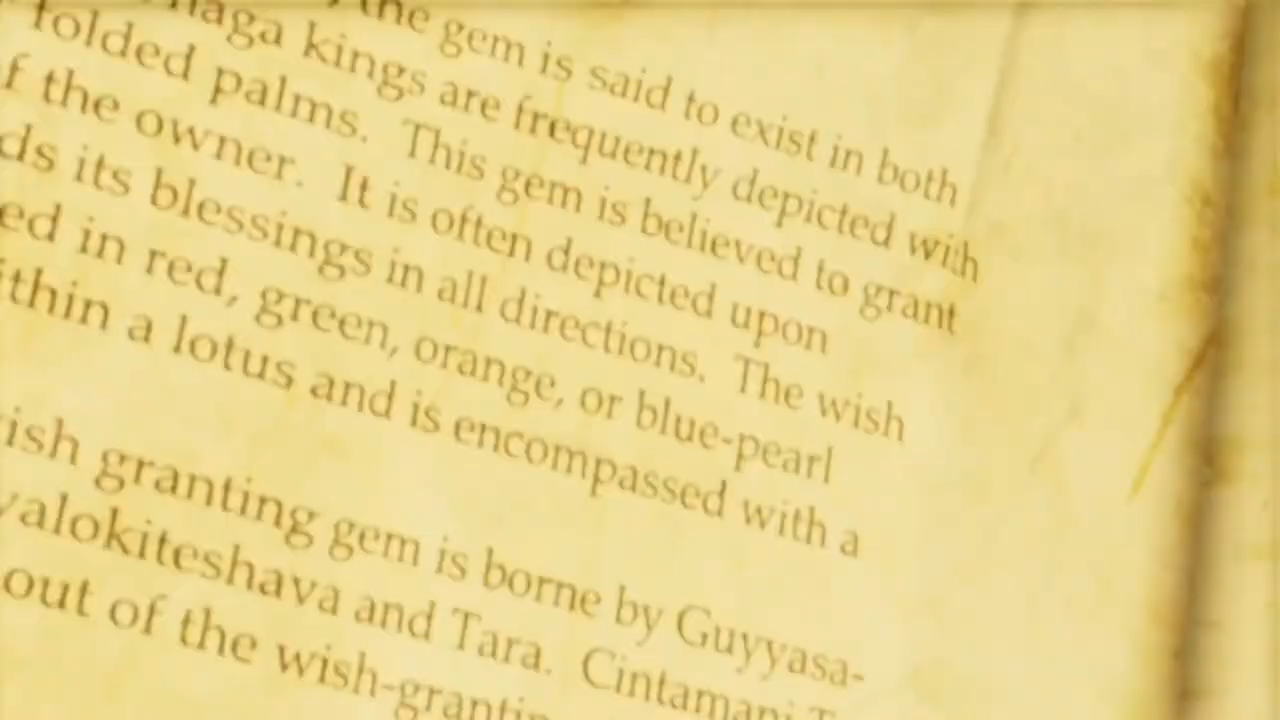 the gem is said to exist in both
naga kings are frequently depicted with
folded palms. This gem is believed to grant
f the owner. It is often depicted upon
ds its blessings in all directions. The wish
ed in red, green, orange, or blue-pearl
ithin a lotus and is encompassed with a
ish granting gem is borne by Guyyasa-
valokiteshava and Tara. Cintamani T
out of the wish-grantin